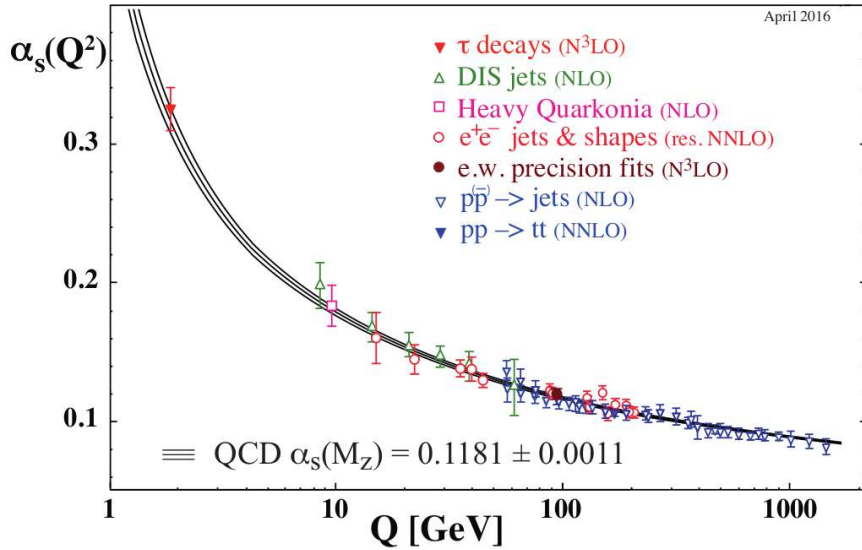 April 2016
αs(Q²)
τ decays (N³LO)
DIS jets (NLO)
Heavy Quarkonia (NLO)
e⁺e⁻ jets & shapes (res. NNLO)
e.w. precision fits (N³LO)
pp(–) –> jets (NLO)
pp –> tt (NNLO)
0.3
0.2
0.1
QCD αs(Mz) = 0.1181 ± 0.0011
1 10 100 1000
Q [GeV]